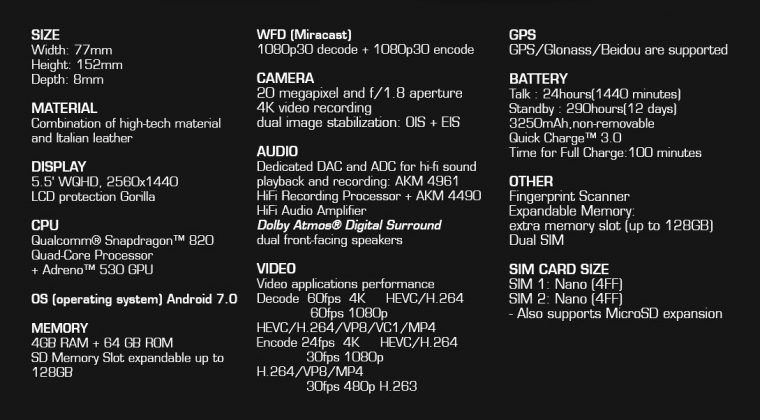 SIZE
Width: 77mm
Height: 152mm
Depth: 8mm
MATERIAL
Combination of high-tech material
and Italian leather
DISPLAY
5.5' WQHD, 2560x1440
LCD protection Gorilla
CPU
Qualcomm® Snapdragon™ 820
Quad-Core Processor
+ Adreno™ 530 GPU
OS (operating system) Android 7.0
MEMORY
4GB RAM + 64 GB ROM
SD Memory Slot expandable up to
128GB
WFD (Miracast)
1080p30 decode + 1080p30 encode
CAMERA
20 megapixel and f/1.8 aperture
4K video recording
dual image stabilization: OIS + EIS
AUDIO
Dedicated DAC and ADC for hi-fi sound
playback and recording: AKM 4961
HiFi Recording Processor + AKM 4490
HiFi Audio Amplifier
Dolby Atmos® Digital Surround
dual front-facing speakers
VIDEO
Video applications performance
Decode 60fps 4K HEVC/H.264
60fps 1080p
HEVC/H.264/VP8/VC1/MP4
Encode 24fps 4K HEVC/H.264
30fps 1080p
H.264/VP8/MP4
30fps 480p H.263
GPS
GPS/Glonass/Beidou are supported
BATTERY
Talk : 24hours(1440 minutes)
Standby : 290hours(12 days)
3250mAh,non-removable
Quick Charge™ 3.0
Time for Full Charge:100 minutes
OTHER
Fingerprint Scanner
Expandable Memory:
extra memory slot (up to 128GB)
Dual SIM
SIM CARD SIZE
SIM 1: Nano (4FF)
SIM 2: Nano (4FF)
- Also supports MicroSD expansion